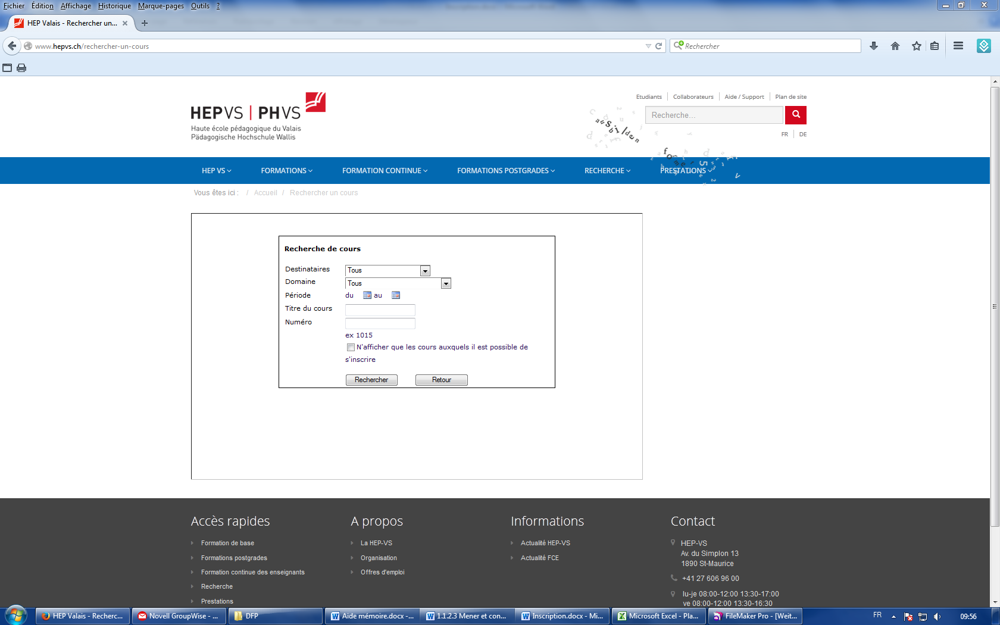 Fichier Édition Affichage Historique Marque-pages Outils ?
HEP Valais - Rechercher un...
www.hepvs.ch/rechercher-un-cours
Rechercher
Etudiants Collaborateurs Aide / Support Plan de site
HEPVS | PHVS
Haute école pédagogique du Valais
Pädagogische Hochschule Wallis
Recherche...
FR DE
HEP VS FORMATIONS FORMATION CONTINUE FORMATIONS POSTGRADES RECHERCHE PRESTATIONS
Vous êtes ici : / Accueil / Rechercher un cours
Recherche de cours
Destinataires Tous
Domaine Tous
Période du au
Titre du cours
Numéro
ex 1015
N'afficher que les cours auxquels il est possible de
s'inscrire
Rechercher Retour
Accès rapides
Formation de base
Formations postgrades
Formation continue des enseignants
Recherche
Prestations
A propos
La HEP-VS
Organisation
Offres d'emploi
Informations
Actualité HEP-VS
Actualité FCE
Contact
HEP-VS
Av. du Simplon 13
1890 St-Maurice
+41 27 606 96 00
lu-je 08:00-12:00 13:30-17:00
ve 08:00-12:00 13:30-16:30
HEP Valais - Recherc... Novell GroupWise - ... DFP Aide mémoire.docx -... 1.1.2.3 Mener et con... Inscription.docx - Mi... Microsoft Excel - Pla... FileMaker Pro - [Weit... FR 09:56